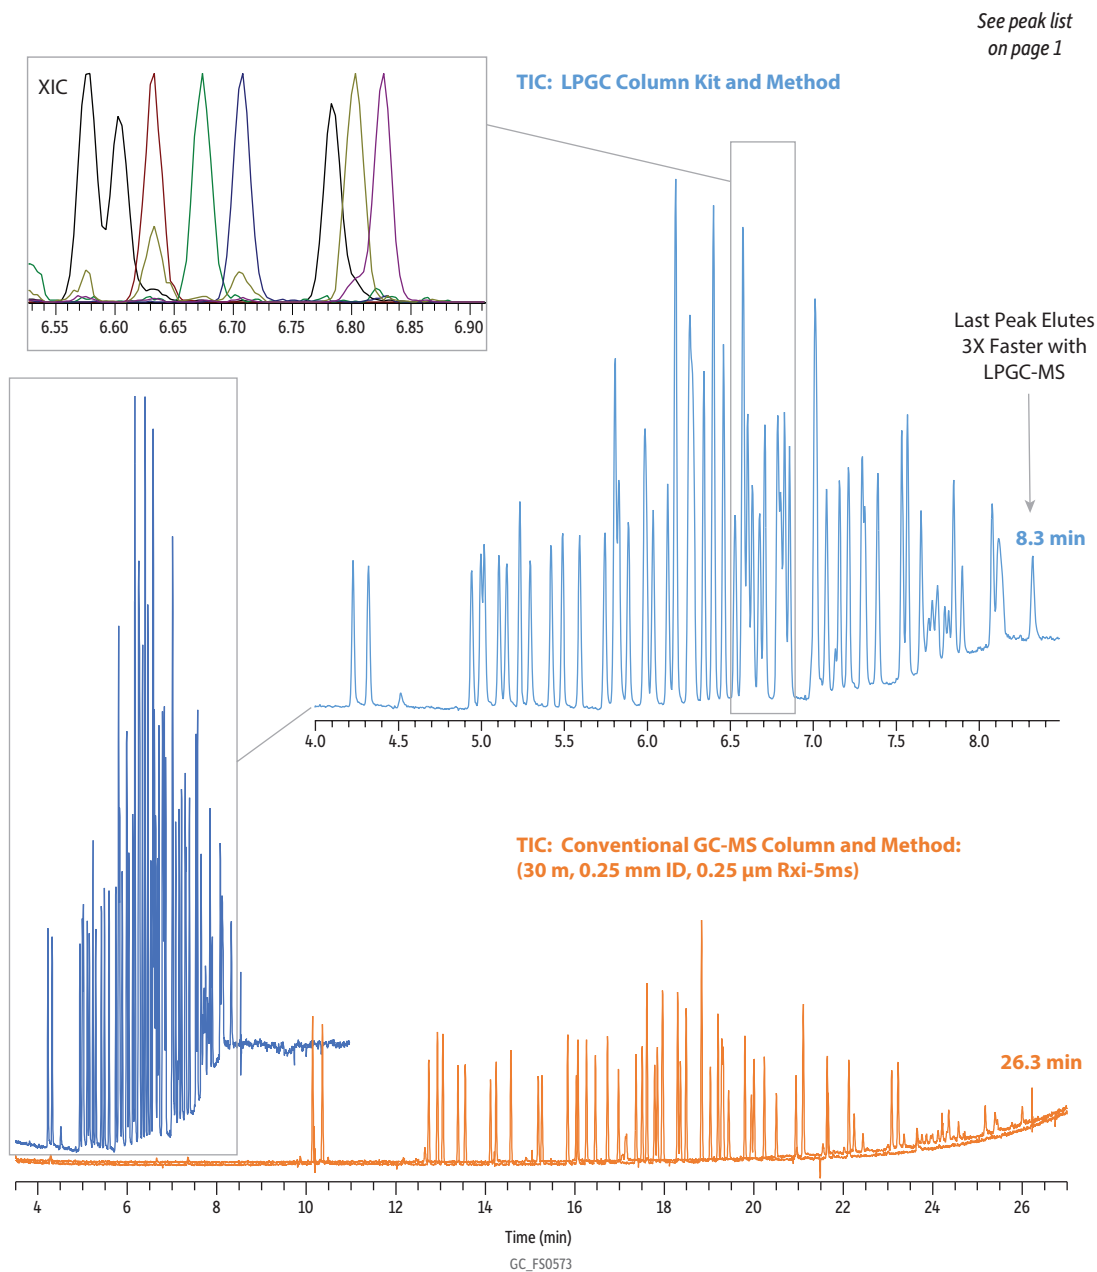 See peak list
on page 1
XIC
TIC: LPGC Column Kit and Method
6.55 6.60 6.65 6.70 6.75 6.80 6.85 6.90
Last Peak Elutes
3X Faster with
LPGC-MS
8.3 min
4.0 4.5 5.0 5.5 6.0 6.5 7.0 7.5 8.0
TIC: Conventional GC-MS Column and Method:
(30 m, 0.25 mm ID, 0.25 µm Rxi-5ms)
26.3 min
4 6 8 10 12 14 16 18 20 22 24 26
Time (min)
GC_FS0573